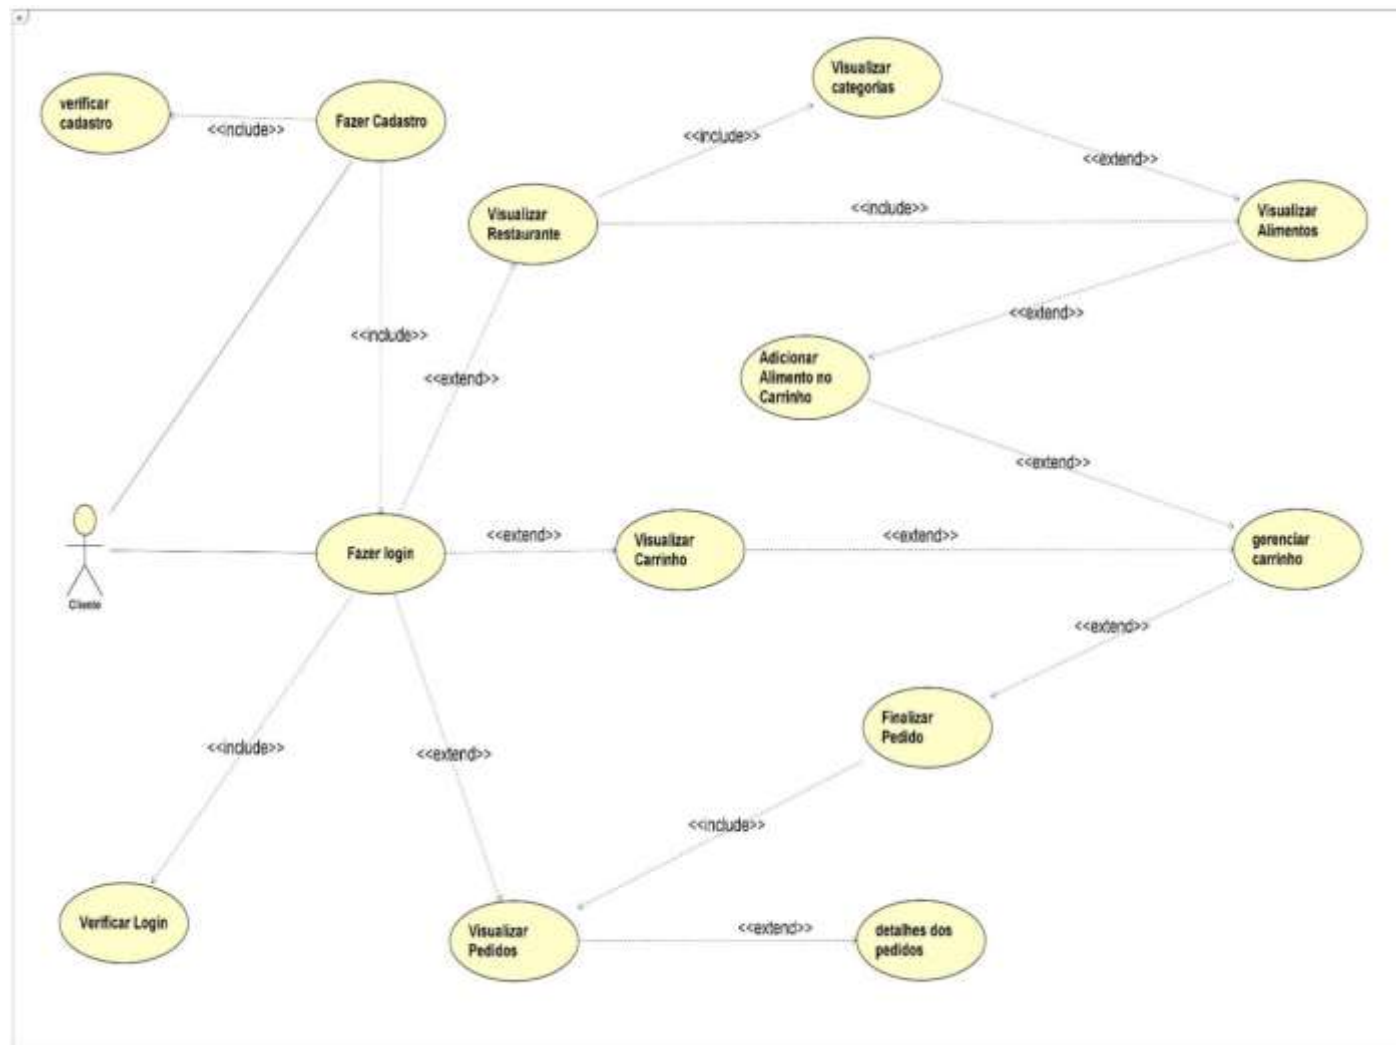 Visualizar
categorias
verificar
cadastro
Fazer Cadastro
<<include>>
<<include>>
<<extend>>
Visualizar
Restaurante
<<include>>
Visualizar
Alimentos
<<extend>>
<<include>>
Adicionar
Alimento no
Carrinho
<<extend>>
<<extend>>
Cliente
Fazer login
<<extend>>
Visualizar
Carrinho
<<extend>>
gerenciar
carrinho
<<extend>>
Finalizar
Pedido
<<include>>
<<extend>>
<<include>>
Verificar Login
Visualizar
Pedidos
<<extend>>
detalhes dos
pedidos